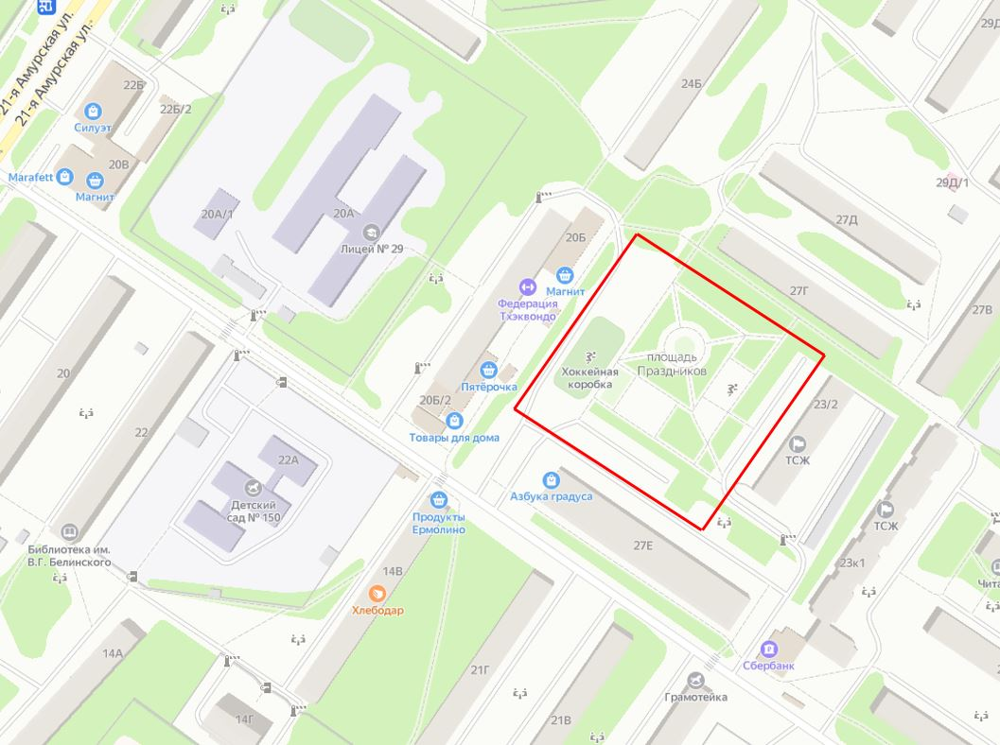 21-я Амурская ул.
21-я Амурская ул.
22Б
22Б/2
Силуэт
20В
Marafett
Магнит
20А/1
20А
Лицей № 29
24Б
29Д
29Д/1
27Д
27Г
27В
20Б
Магнит
Федерация
Тхэквондо
Хоккейная
коробка
площадь
Праздников
Пятёрочка
20Б/2
Товары для дома
23/2
ТСЖ
Азбука градуса
20
22
22А
Детский
сад № 150
Продукты
Ермолино
27Е
ТСЖ
23к1
Библиотека им.
В.Г. Белинского
14В
Хлебодар
Чита
14А
21Г
Сбербанк
Грамотейка
14Г
21В
2